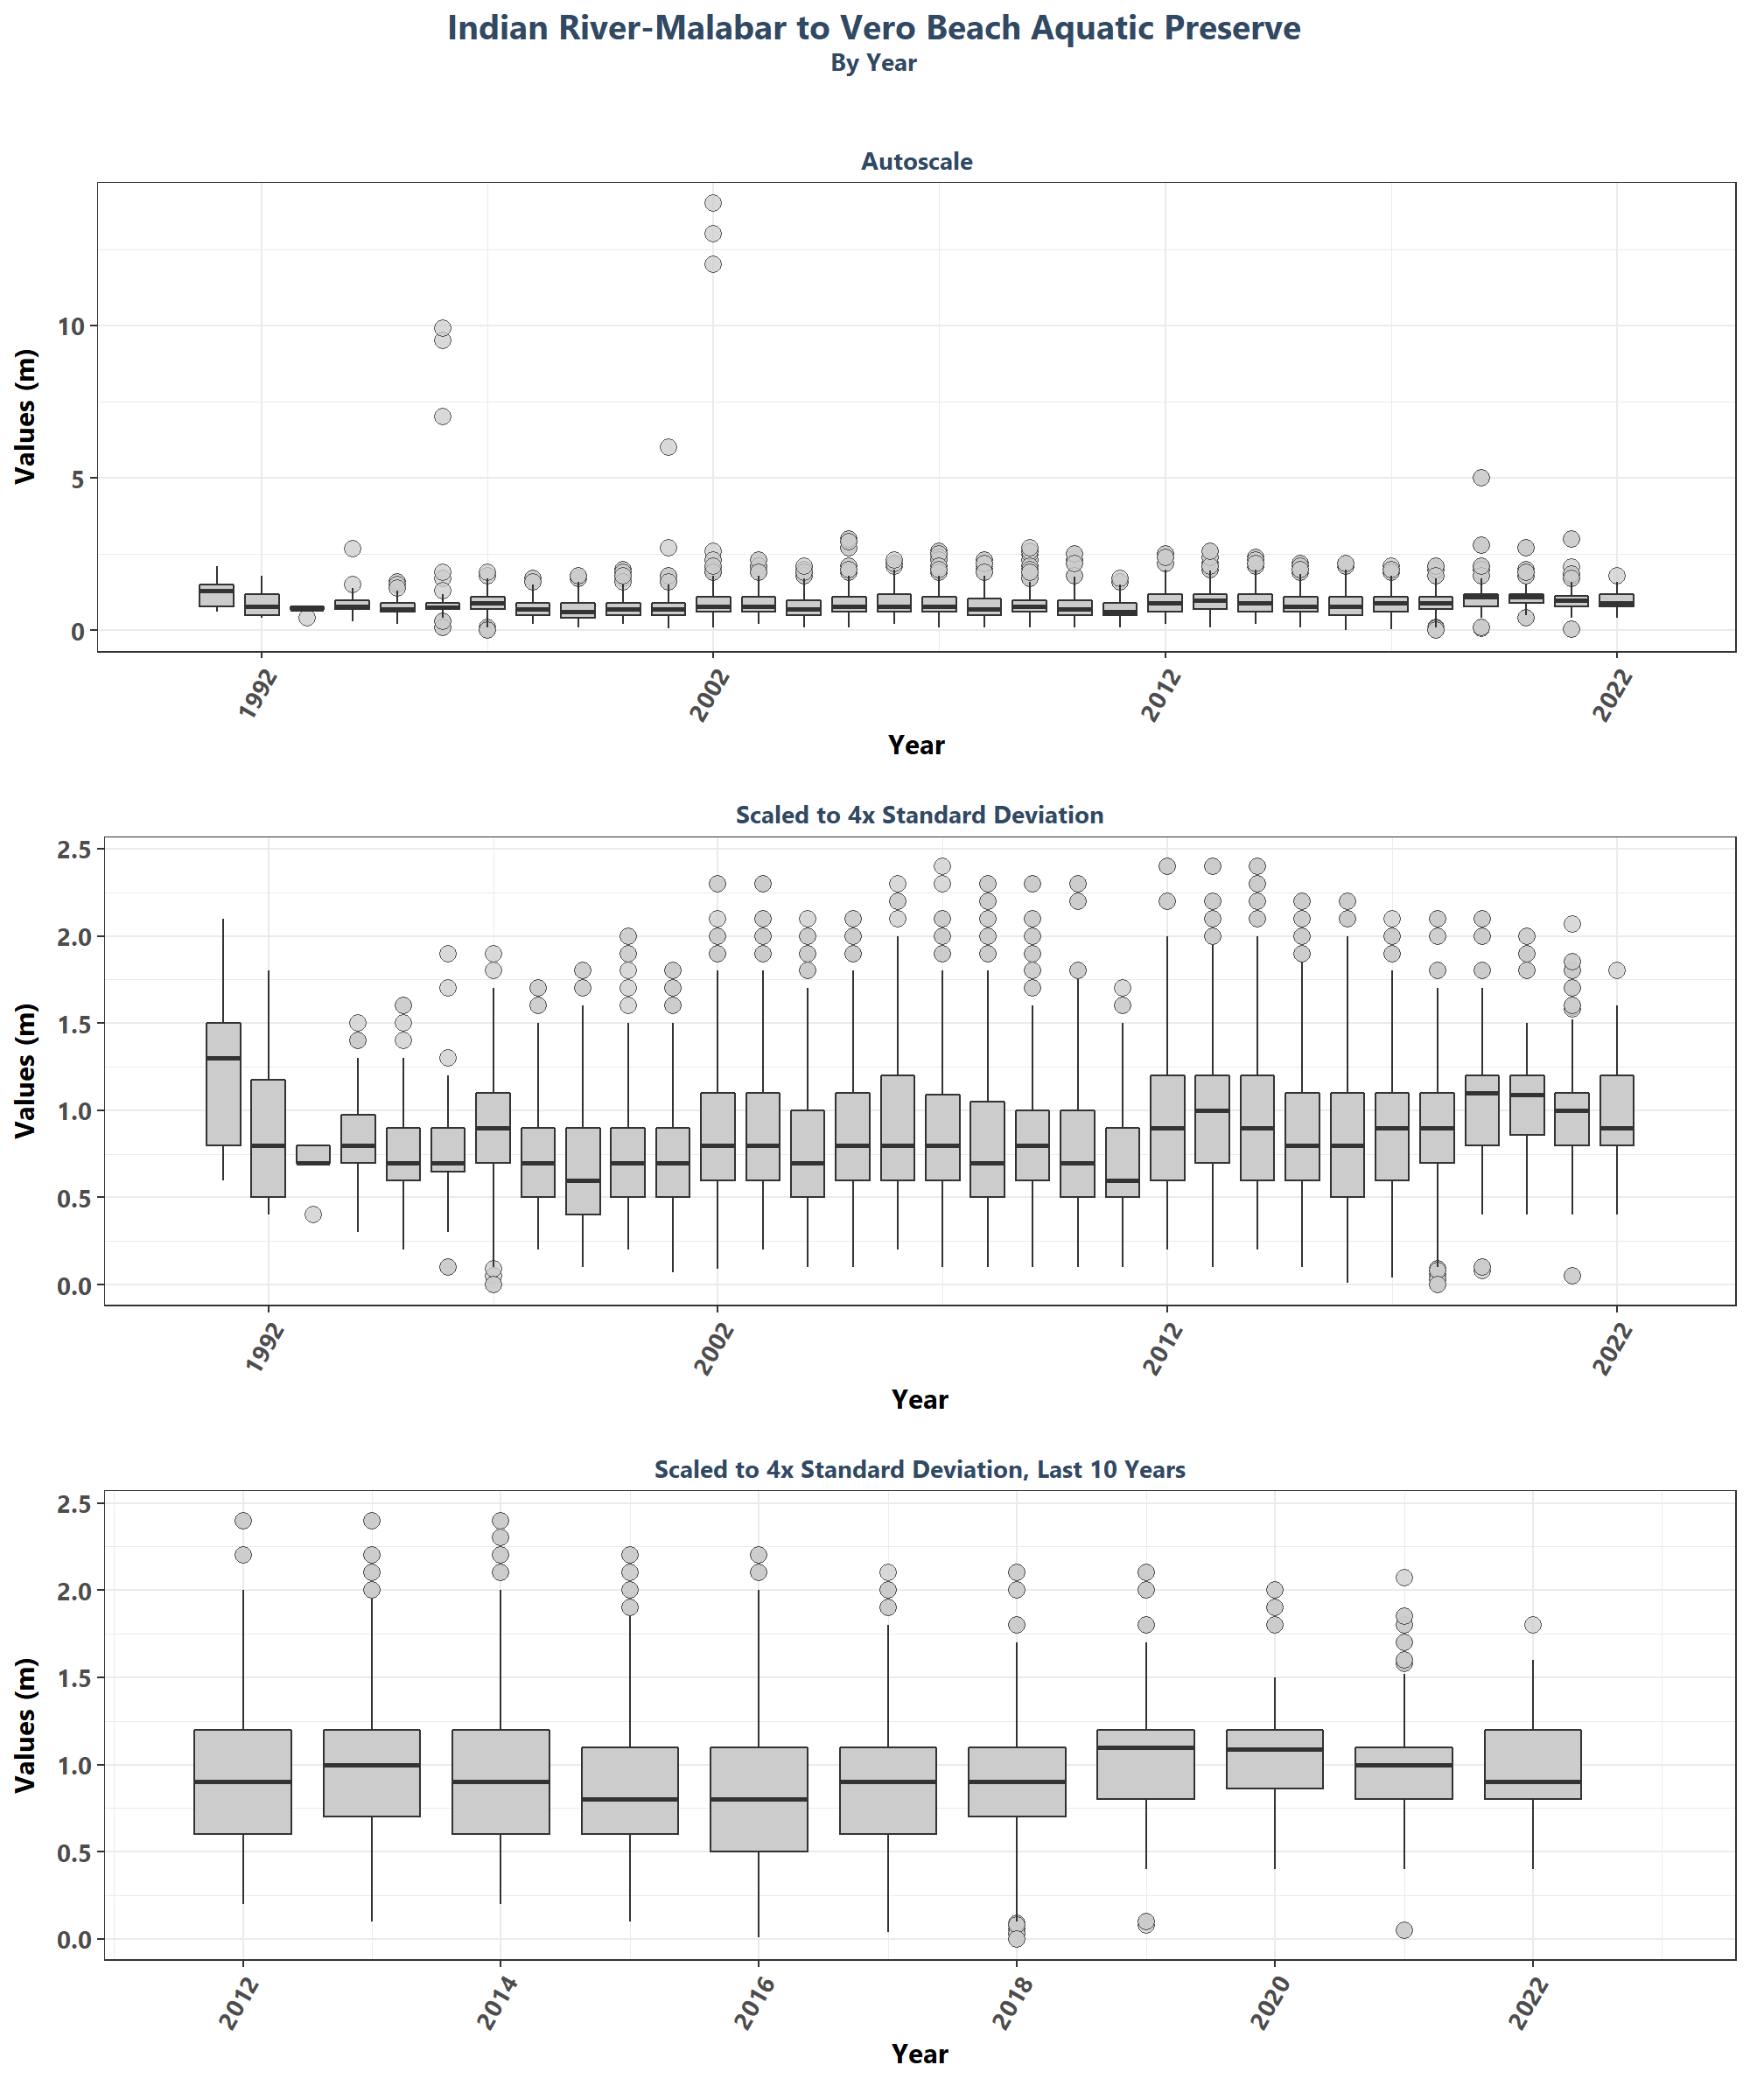 Indian River-Malabar to Vero Beach Aquatic Preserve
By Year
Autoscale
Values (m)
10
5
0
1992
2002
2012
2022
Year
Scaled to 4x Standard Deviation
Values (m)
2.5
2.0
1.5
1.0
0.5
0.0
1992
2002
2012
2022
Year
Scaled to 4x Standard Deviation, Last 10 Years
Values (m)
2.5
2.0
1.5
1.0
0.5
0.0
2012
2014
2016
2018
2020
2022
Year